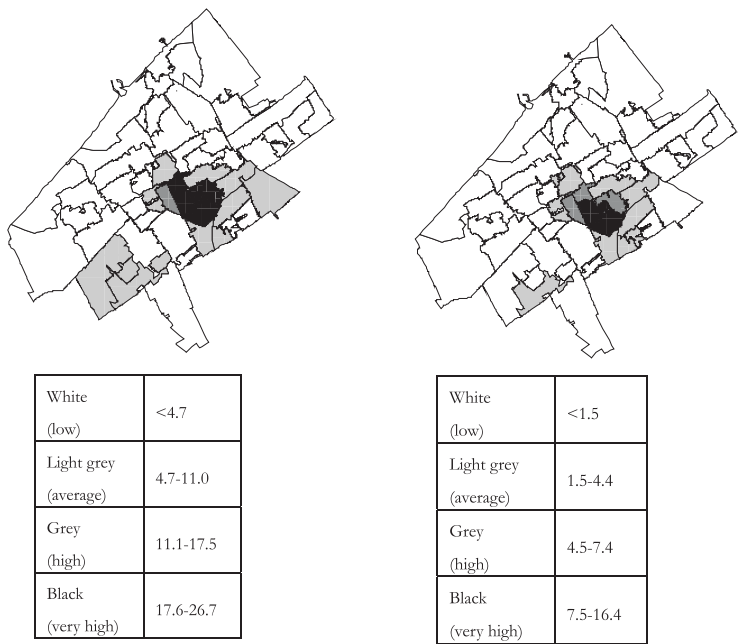 White
(low)
<4.7
Light grey
(average)
4.7-11.0
Grey
(high)
11.1-17.5
Black
(very high)
17.6-26.7
White
(low)
<1.5
Light grey
(average)
1.5-4.4
Grey
(high)
4.5-7.4
Black
(very high)
7.5-16.4